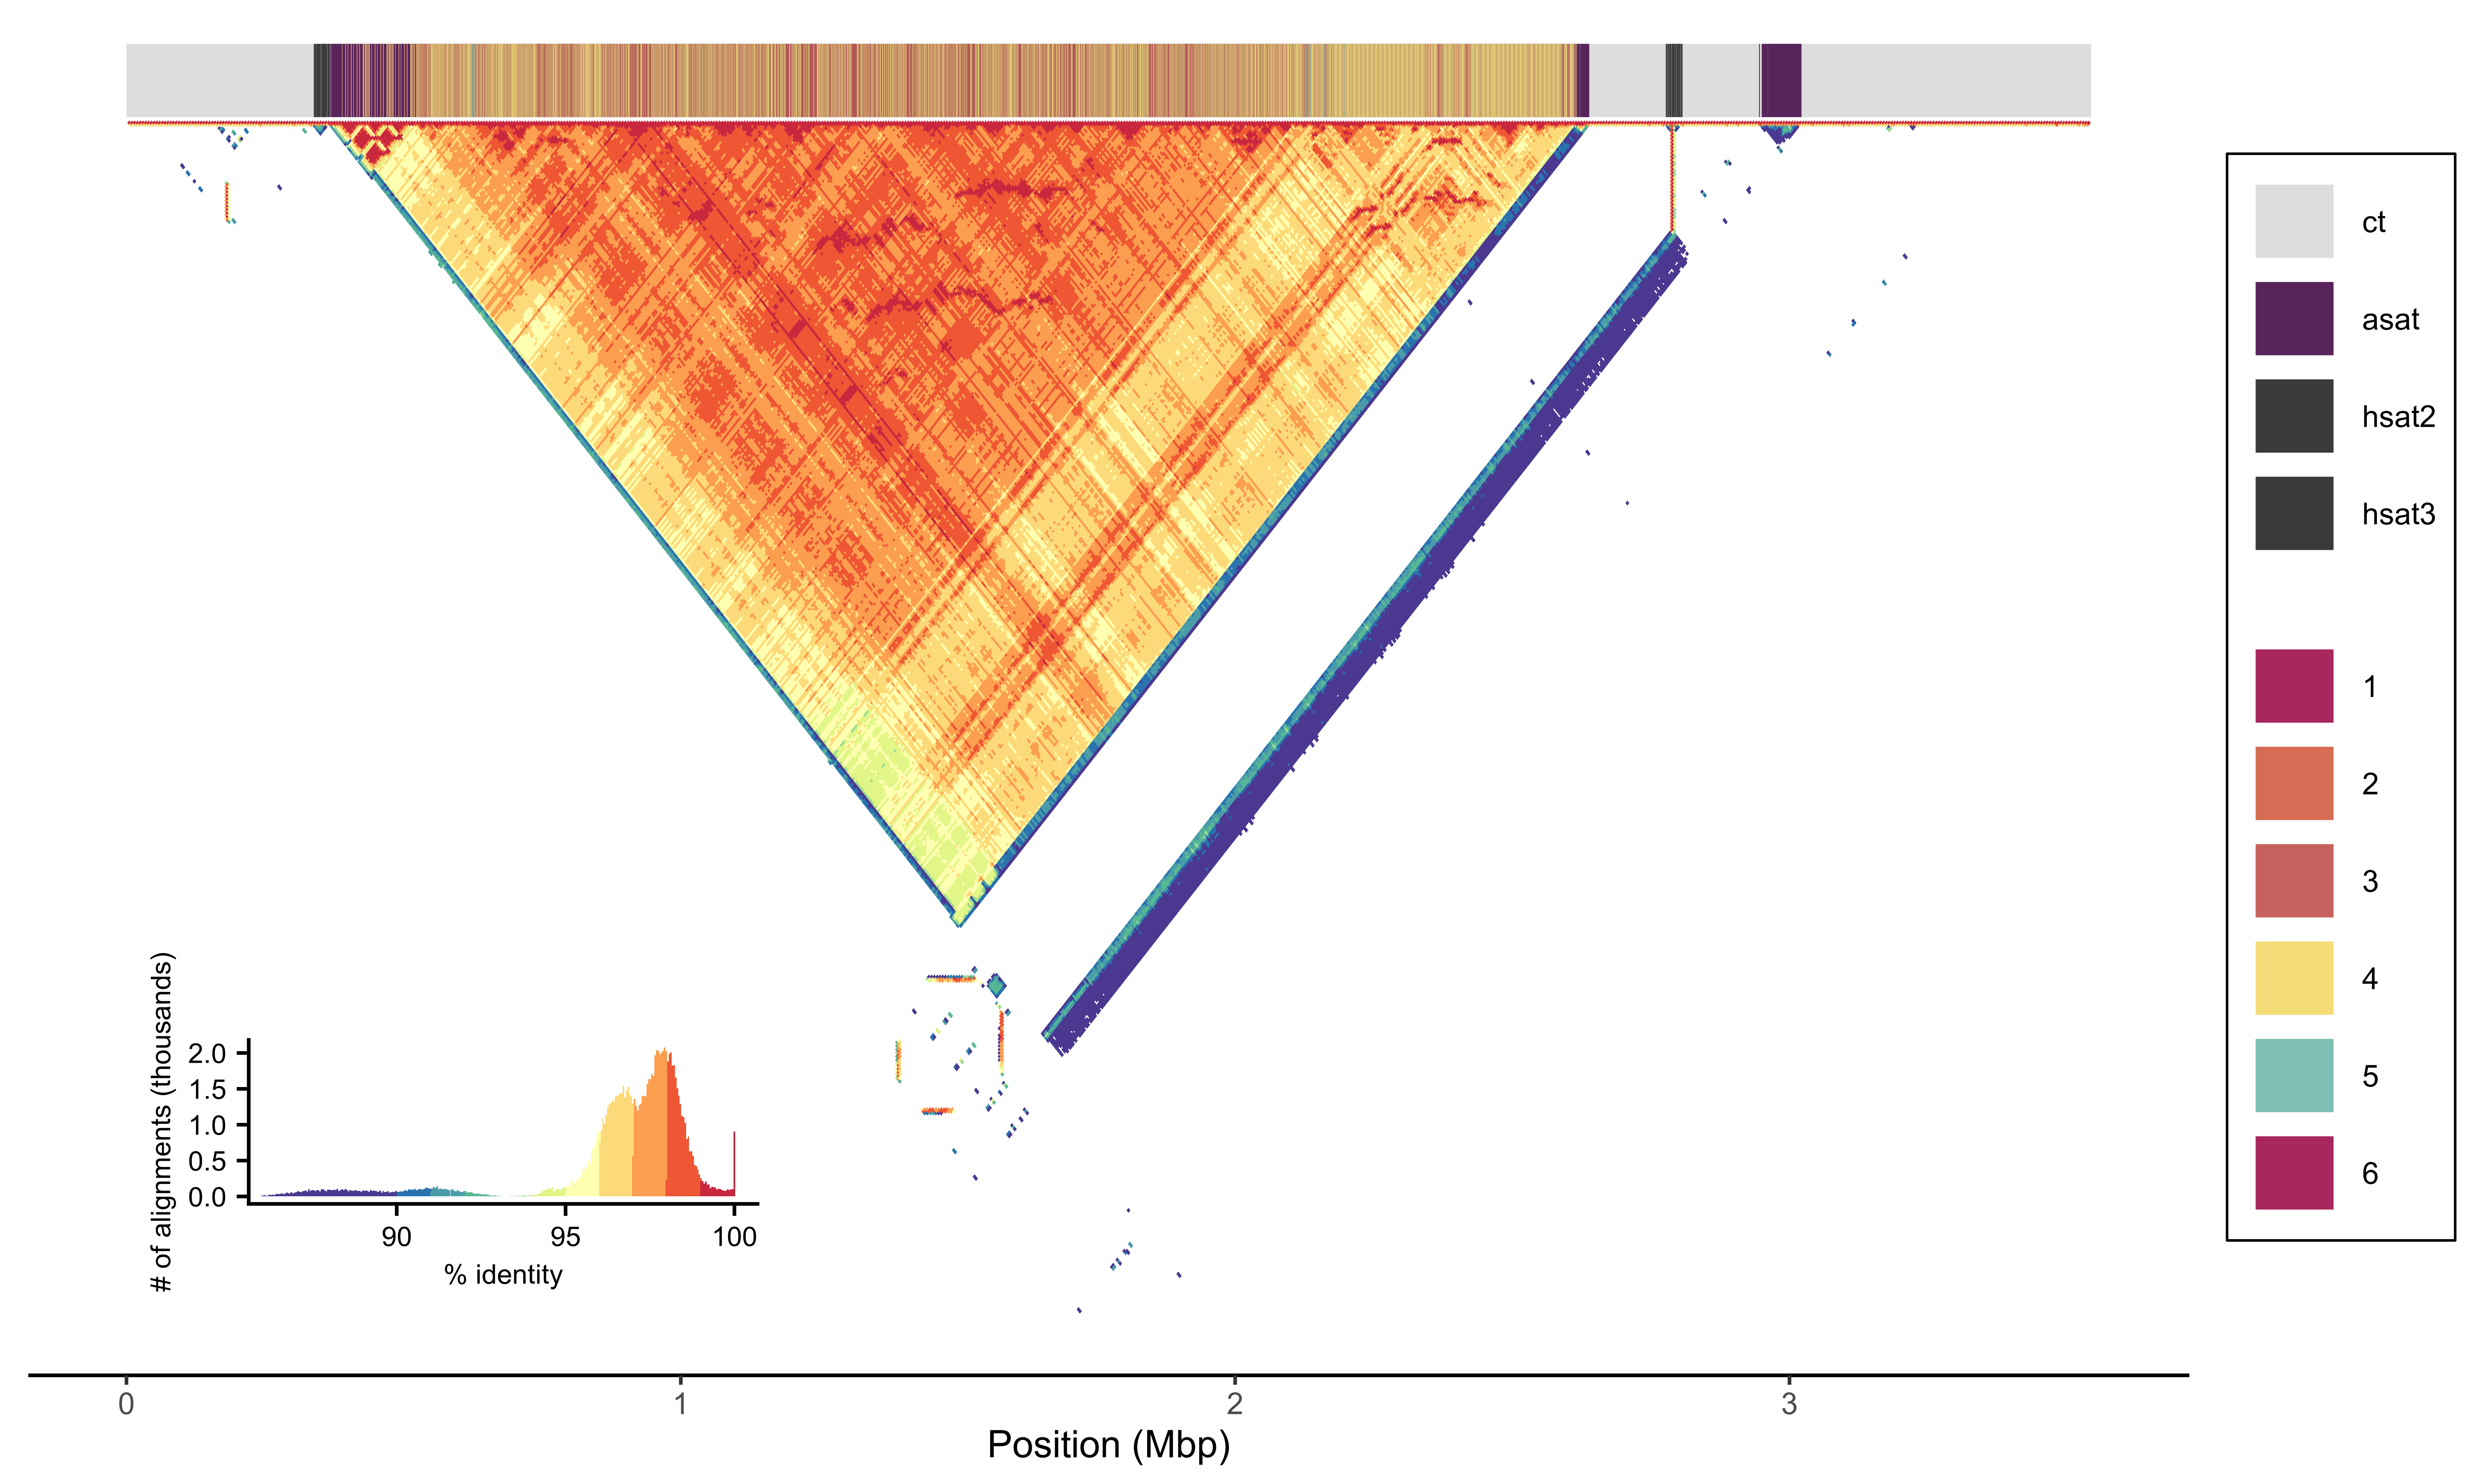 ct
asat
hsat2
hsat3
1
2
3
4
5
6
# of alignments (thousands)
2.0
1.5
1.0
0.5
0.0
90 95 100
% identity
0 1 2 3
Position (Mbp)